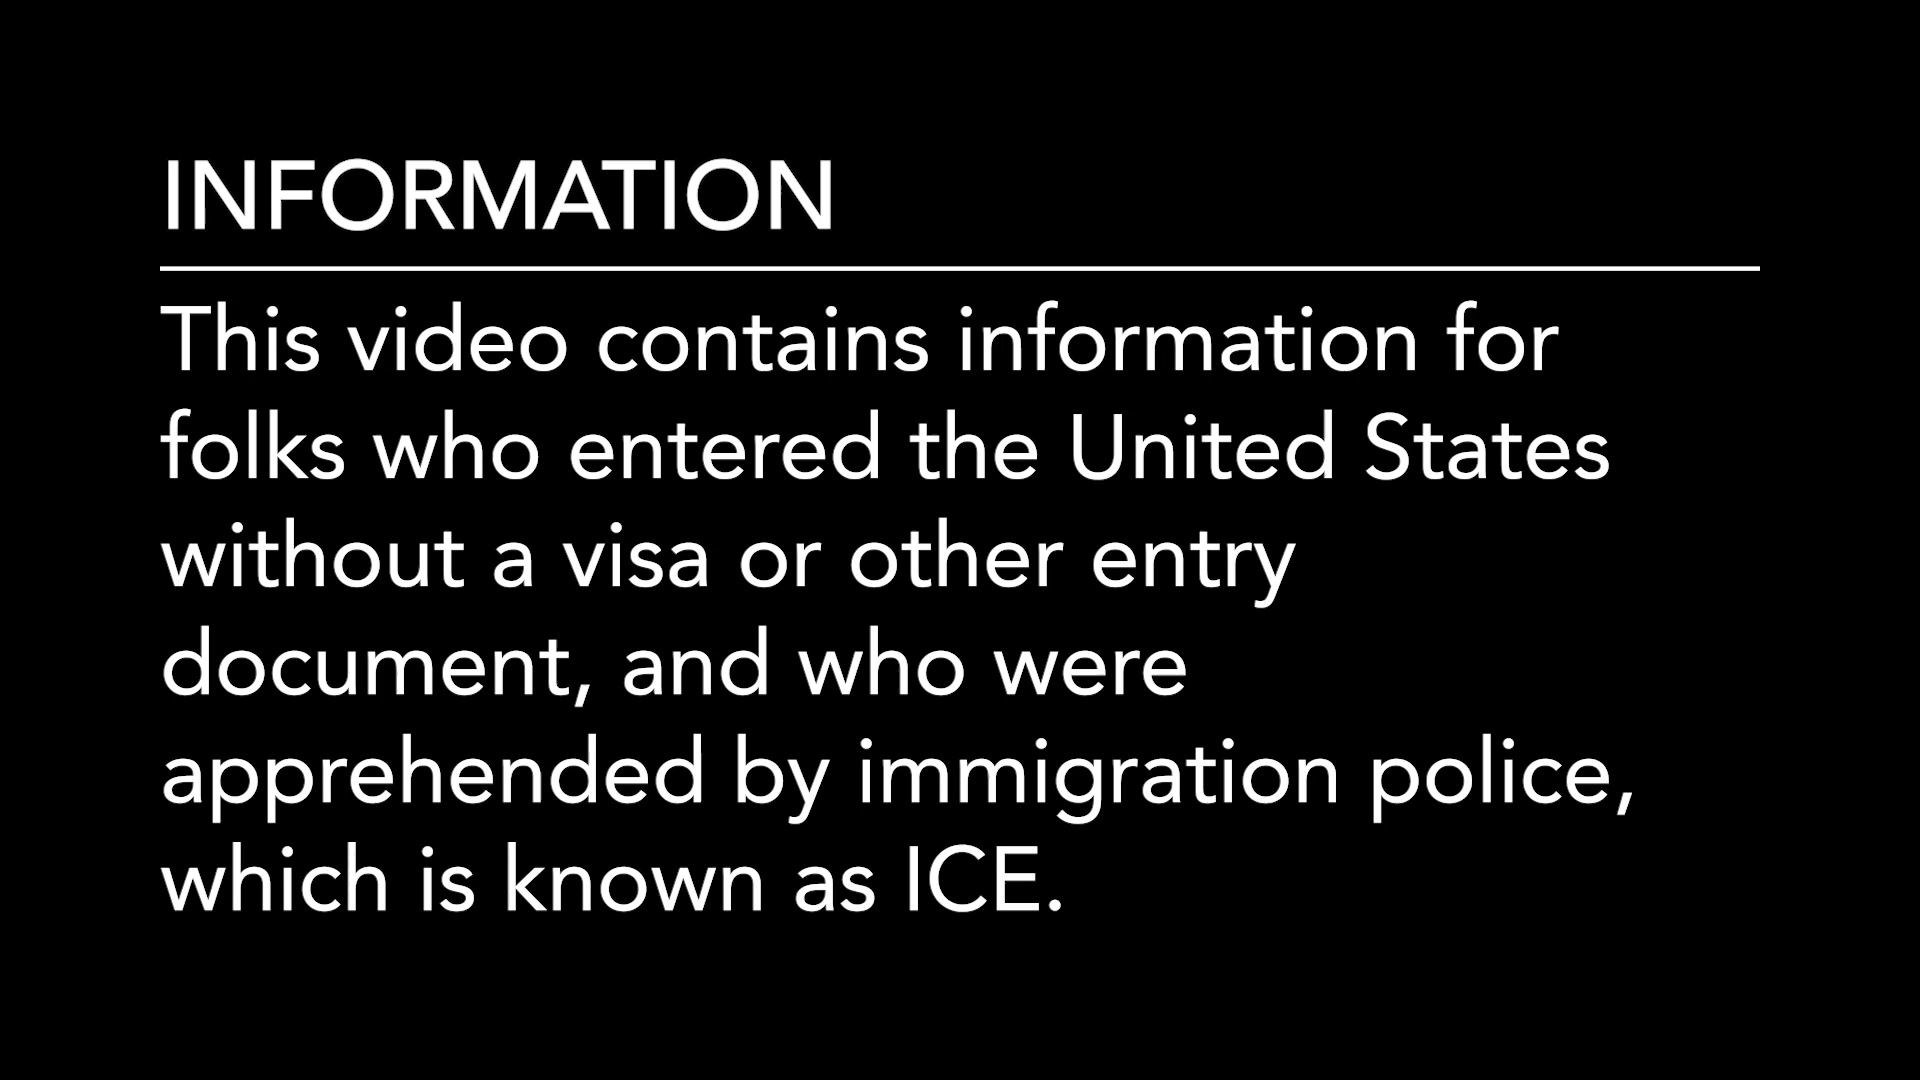 INFORMATION
This video contains information for
folks who entered the United States
without a visa or other entry
document, and who were
apprehended by immigration police,
which is known as ICE.